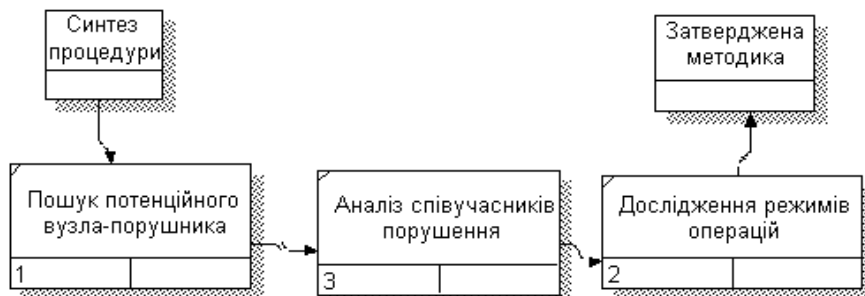 Синтез
процедури
Затверджена
методика
Пошук потенційного
вузла-порушника
1
Аналіз співучасників
порушення
3
Дослідження режимів
операцій
2